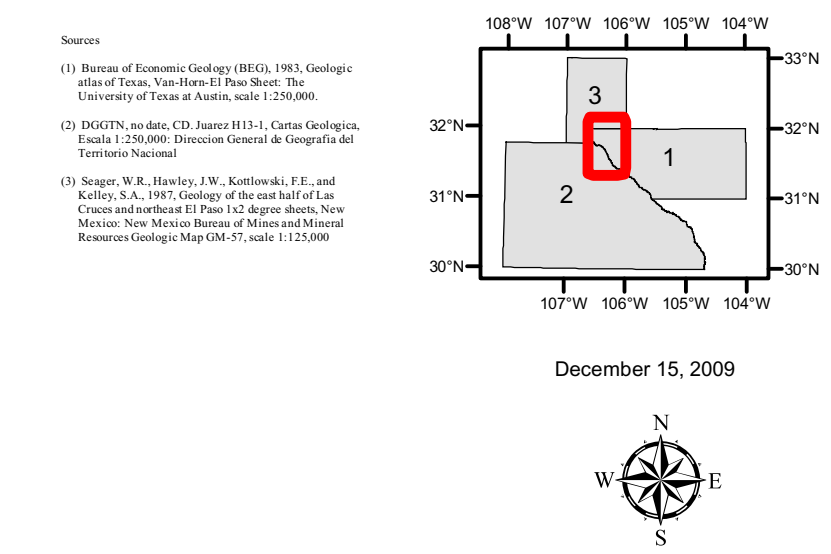 Sources
(1) Bureau of Economic Geology (BEG), 1983, Geologic
atlas of Texas, Van-Horn-El Paso Sheet: The
University of Texas at Austin, scale 1:250,000.
(2) DGGTN, no date, CD. Juarez H13-1, Cartas Geologica,
Escala 1:250,000: Direccion General de Geografia del
Territorio Nacional
(3) Seager, W.R., Hawley, J.W., Kottlowski, F.E., and
Kelley, S.A., 1987, Geology of the east half of Las
Cruces and northeast El Paso 1x2 degree sheets, New
Mexico: New Mexico Bureau of Mines and Mineral
Resources Geologic Map GM-57, scale 1:125,000
108°W 107°W 106°W 105°W 104°W
33°N
3
32°N 32°N
1
2
31°N 31°N
30°N 30°N
107°W 106°W 105°W 104°W
December 15, 2009
N
W E
S